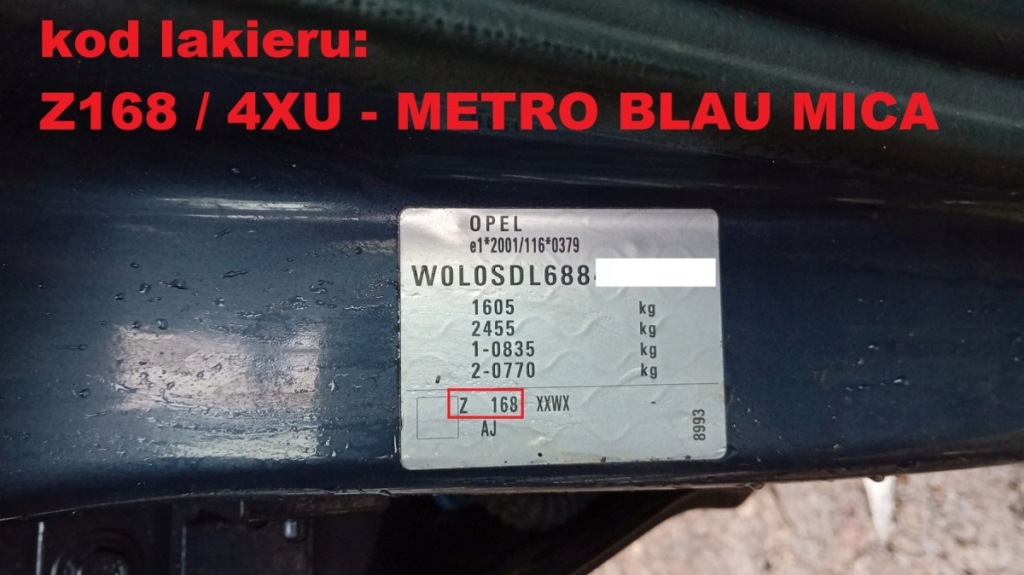 kod lakieru:
Z168 / 4XU - METRO BLAU MICA
OPEL
e1*2001/116*0379
W0L0SDL688
1605 kg
2455 kg
1-0835 kg
2-0770 kg
Z 168 XXWX -
AJ
8993